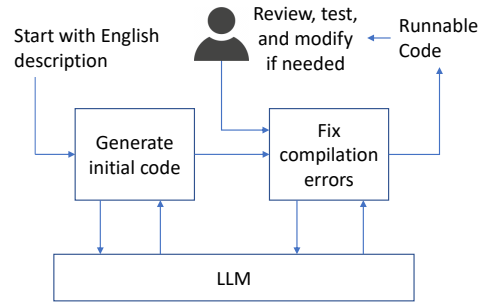 Start with English
description
Review, test,
and modify
if needed
Runnable
Code
Generate
initial code
Fix
compilation
errors
LLM